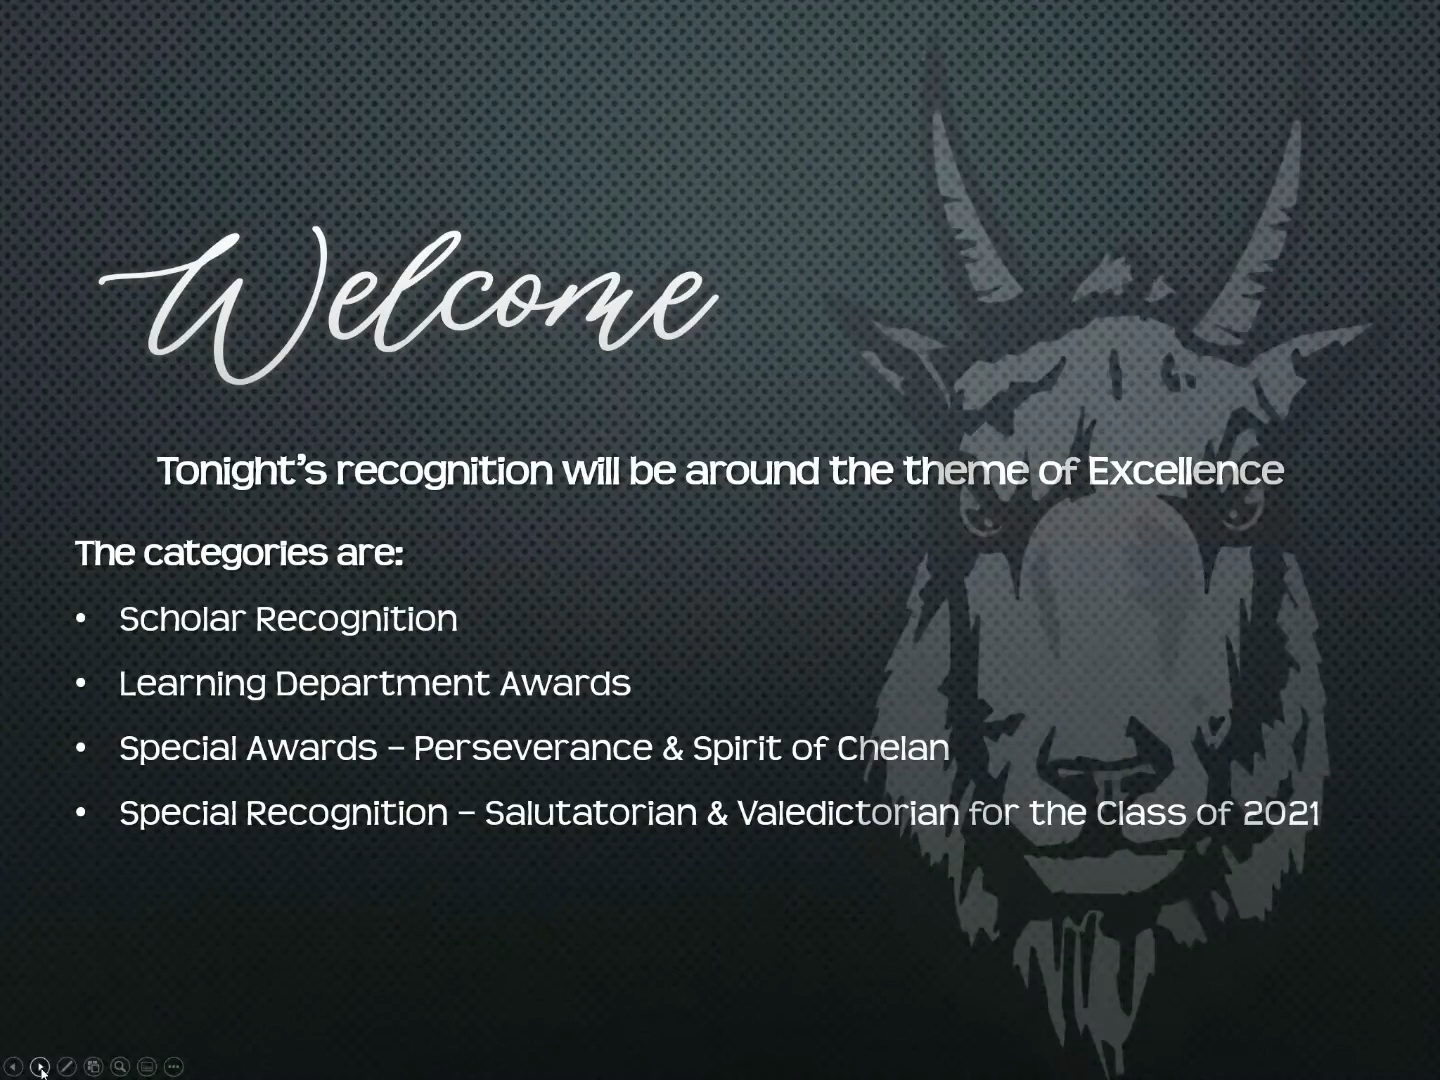 Welcome
Tonight’s recognition will be around the theme of Excellence
The categories are:
• Scholar Recognition
• Learning Department Awards
• Special Awards – Perseverance & Spirit of Chelan
• Special Recognition – Salutatorian & Valedictorian for the Class of 2021